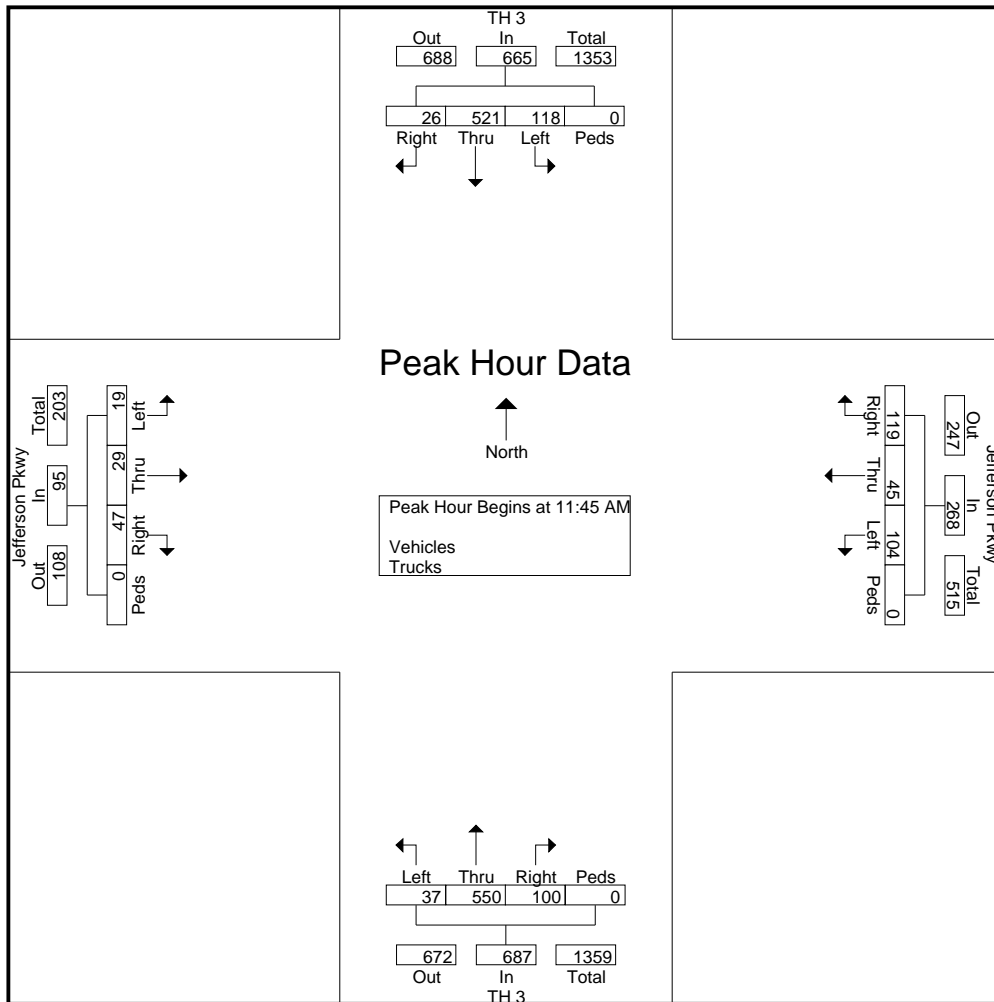 TH 3
Out In Total
688 665 1353
26 521 118 0
Right Thru Left Peds
Peak Hour Data
North
Peak Hour Begins at 11:45 AM
Vehicles
Trucks
Jefferson Pkwy
Out In Total
108 95 203
19 29 47 0
Left Thru Right Peds
Jefferson Pkwy
Out In Total
247 268 515
119 45 104 0
Right Thru Left Peds
Left Thru Right Peds
37 550 100 0
672 687 1359
Out In Total
TH 3